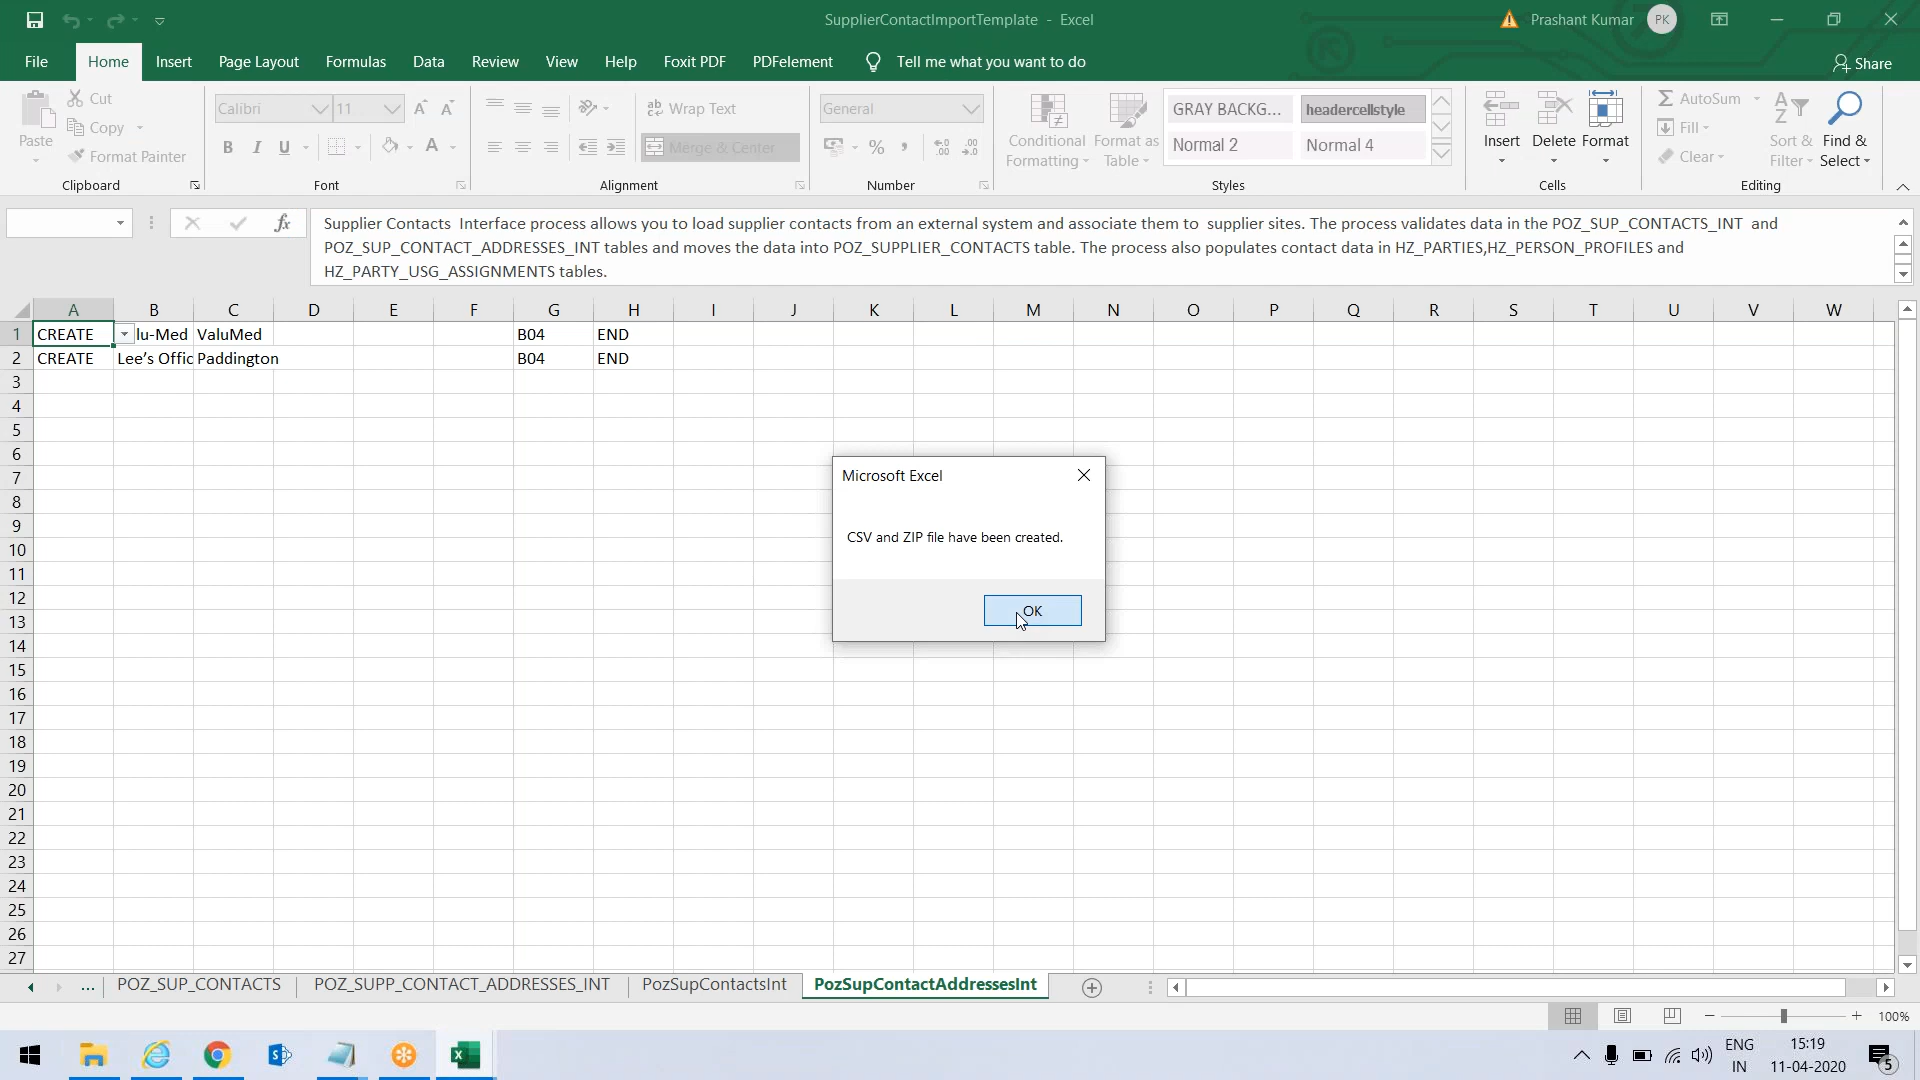 SupplierContactImportTemplate - Excel
Prashant Kumar
PK
File
Home
Insert
Page Layout
Formulas
Data
Review
View
Help
Foxit PDF
PDFelement
Tell me what you want to do
Share
Paste
Cut
Copy
Format Painter
Clipboard
Calibri
11
B I U
Font
Wrap Text
Merge & Center
Alignment
General
%
Number
Conditional Formatting
Format as Table
GRAY BACKG...
headercellstyle
Normal 2
Normal 4
Styles
Insert
Delete
Format
Cells
AutoSum
Fill
Clear
Sort & Filter
Find & Select
Editing
fx
Supplier Contacts Interface process allows you to load supplier contacts from an external system and associate them to supplier sites. The process validates data in the POZ_SUP_CONTACTS_INT and
POZ_SUP_CONTACT_ADDRESSES_INT tables and moves the data into POZ_SUPPLIER_CONTACTS table. The process also populates contact data in HZ_PARTIES,HZ_PERSON_PROFILES and
HZ_PARTY_USG_ASSIGNMENTS tables.
A B C D E F G H I J K L M N O P Q R S T U V W
1 CREATE lu-Med ValuMed B04 END
2 CREATE Lee's Offic Paddington B04 END
3
4
5
6
7
8
9
10
11
12
13
14
15
16
17
18
19
20
21
22
23
24
25
26
27
Microsoft Excel
CSV and ZIP file have been created.
OK
...
POZ_SUP_CONTACTS
POZ_SUPP_CONTACT_ADDRESSES_INT
PozSupContactsInt
PozSupContactAddressesInt
100%
ENG
IN
15:19
11-04-2020
5